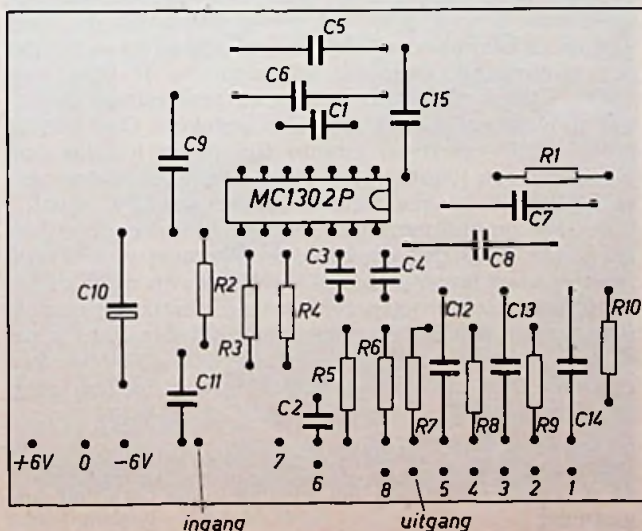 C5
C6
C1
C15
C9
MC1302P
R1
C7
C8
C3
C4
R2
R3
R4
C10
C12
C13
R10
C11
C2
R5
R6
R7
R8
R9
C14
+6V 0 -6V
7
6
8 5 4 3 2 1
ingang uitgang